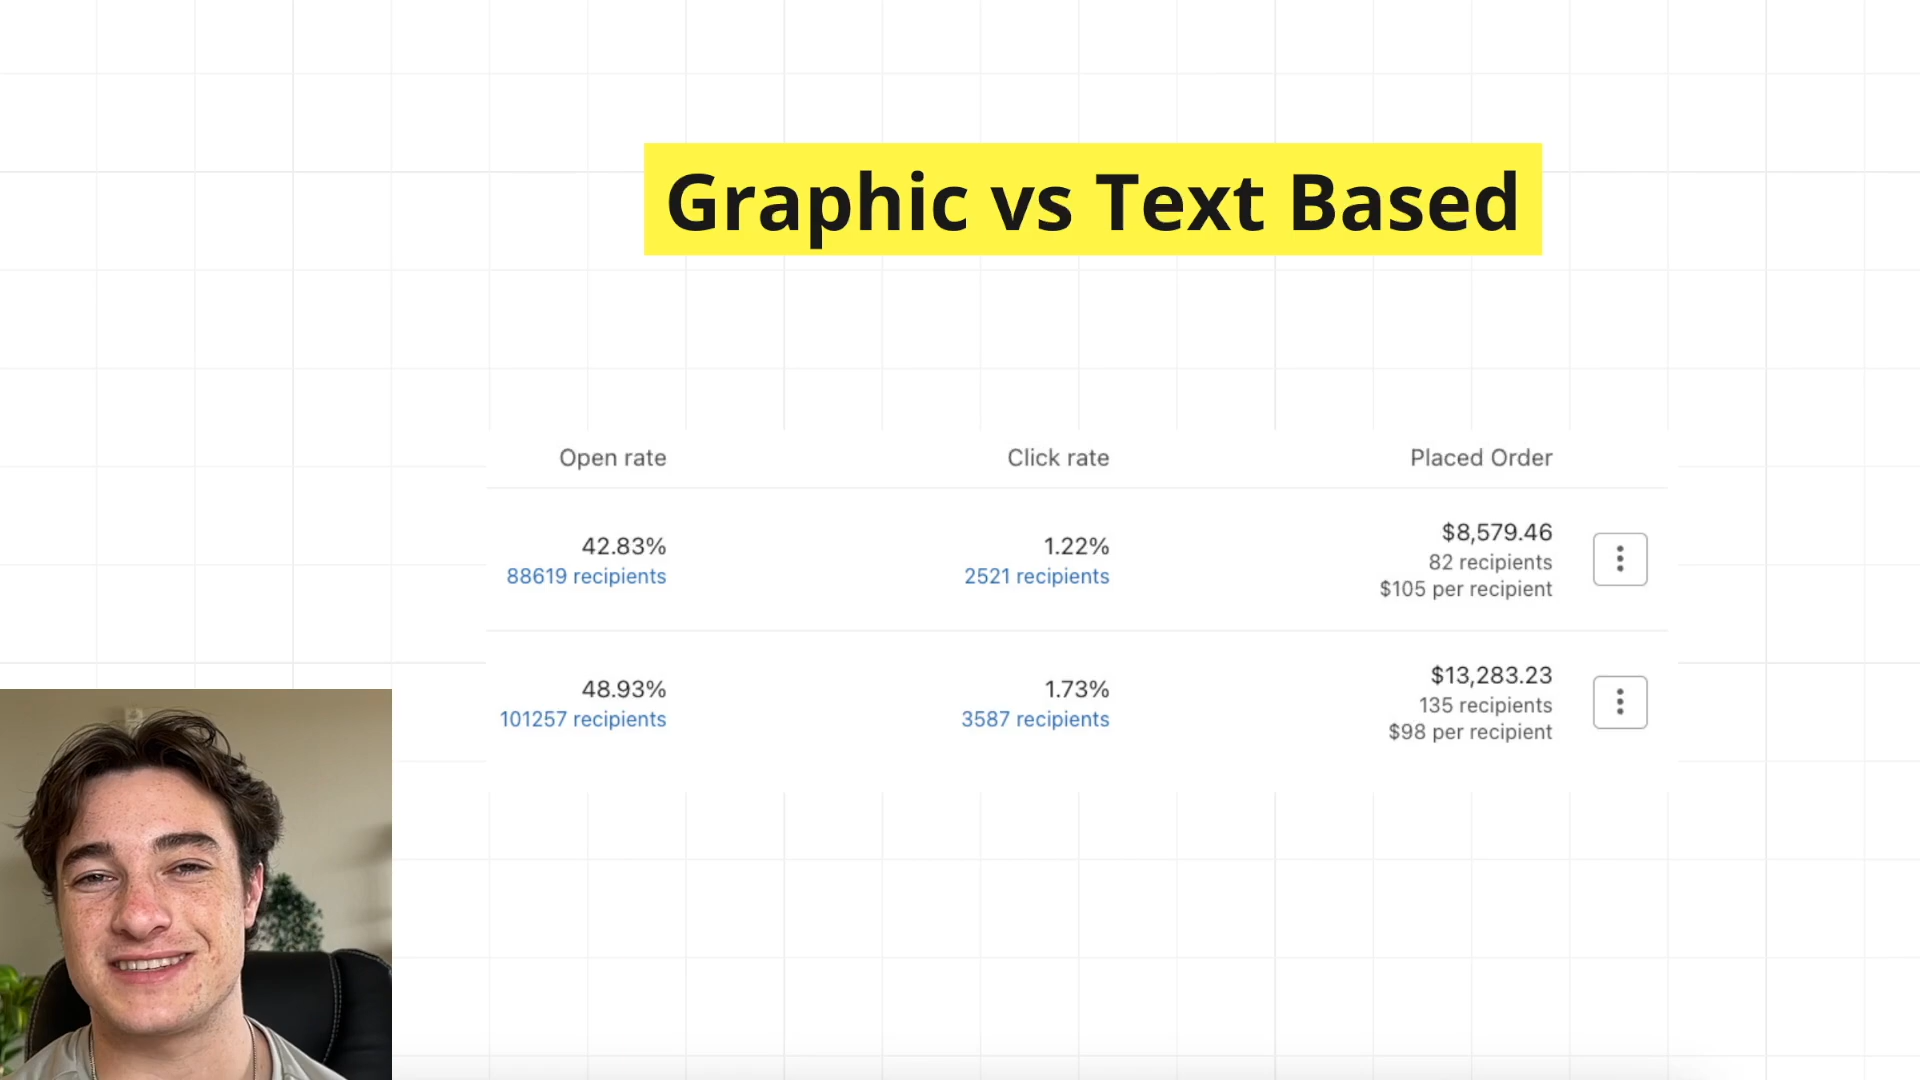 Graphic vs Text Based
Open rate Click rate Placed Order
42.83% 1.22% $8,579.46
88619 recipients 2521 recipients 82 recipients
$105 per recipient
48.93% 1.73% $13,283.23
101257 recipients 3587 recipients 135 recipients
$98 per recipient